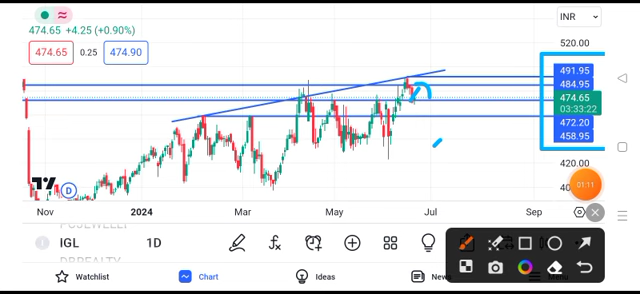 INR
474.65 +4.25 (+0.90%)
520.00
474.65 0.25 474.90
491.95
484.95
474.65
03:33:22
472.20
458.95
420.00
01:11
D
Nov 2024 Mar May Jul Sep
IGL 1D
Watchlist Chart Ideas News